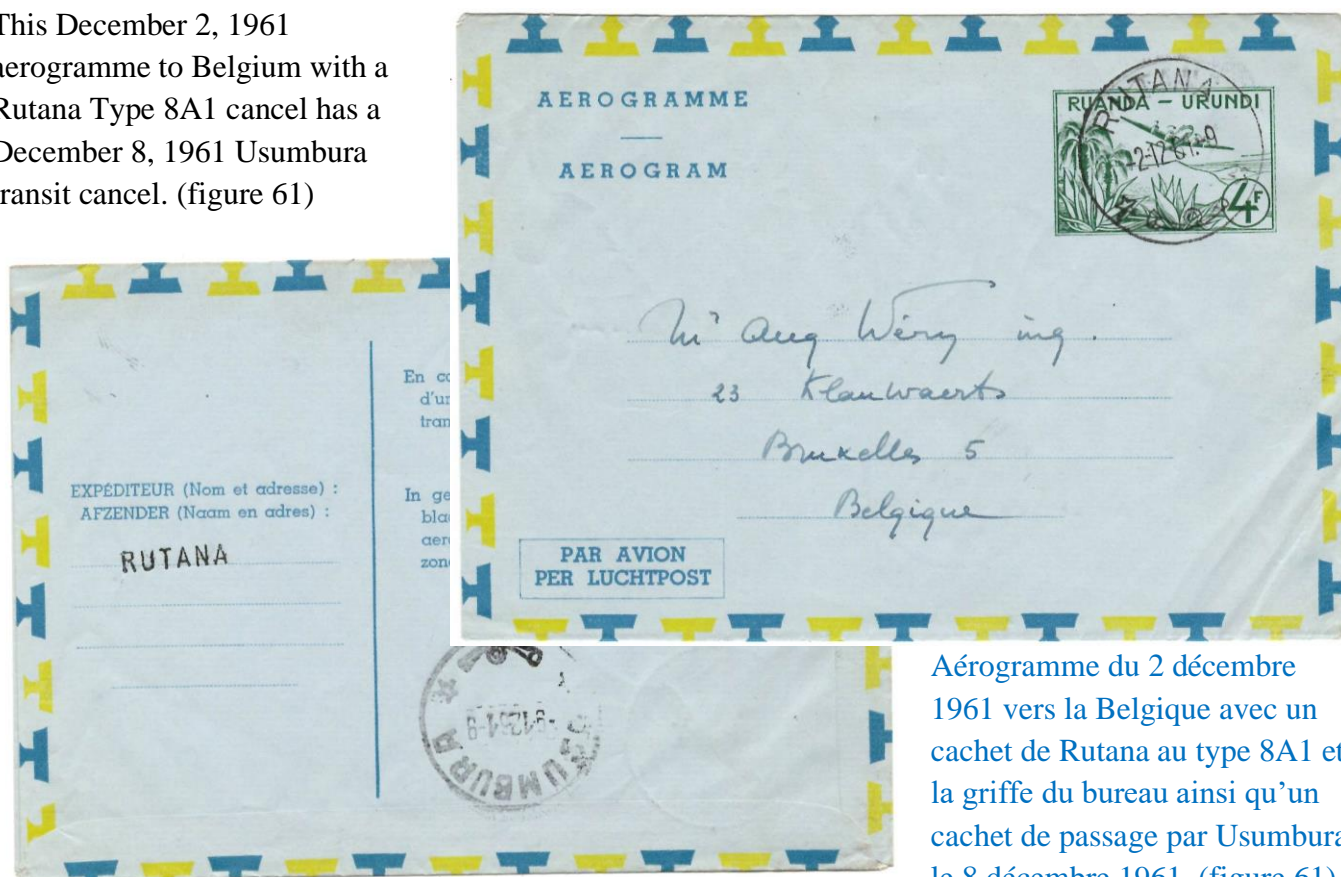 This December 2, 1961
aerogramme to Belgium with a
Rutana Type 8A1 cancel has a
December 8, 1961 Usumbura
transit cancel. (figure 61)
AEROGRAMME
AEROGRAM
RUTANA
RUANDA – URUNDI
-2-12-61-9
4F
Mr Aug Wéry ing.
23 Klauwaerts
Bruxelles 5
Belgique
PAR AVION
PER LUCHTPOST
EXPÉDITEUR (Nom et adresse) :
AFZENDER (Naam en adres) :
RUTANA
En
d'un
tran
In ge
bla
aer
zon
USUMBURA
Aérogramme du 2 décembre
1961 vers la Belgique avec un
cachet de Rutana au type 8A1 et
la griffe du bureau ainsi qu'un
cachet de passage par Usumbura
le 8 décembre 1961. (figure 61)